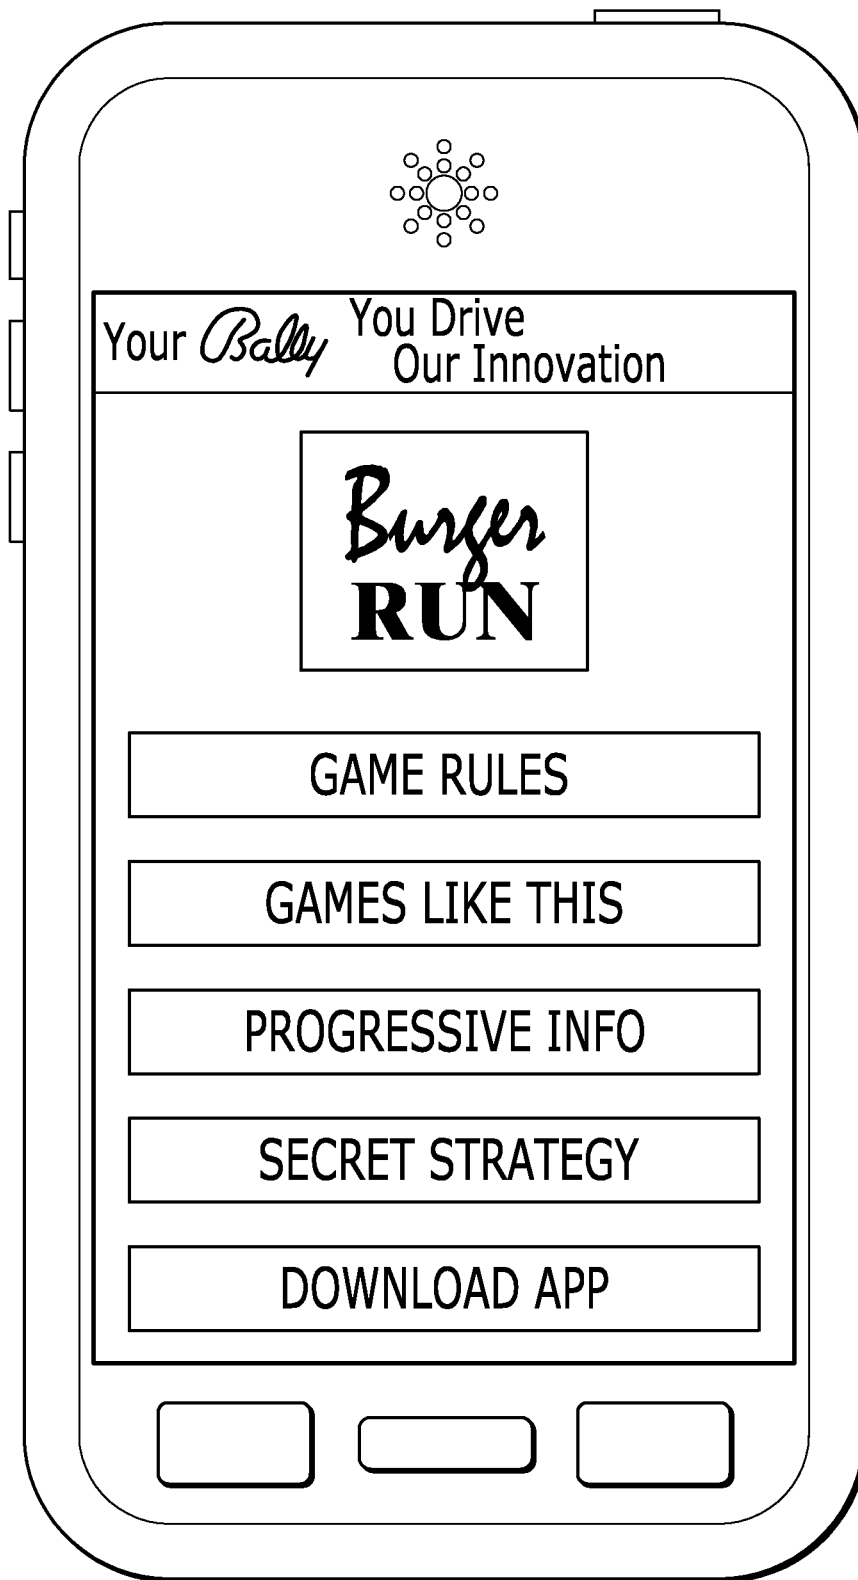 Your Bally You Drive
Our Innovation
Burger
RUN
GAME RULES
GAMES LIKE THIS
PROGRESSIVE INFO
SECRET STRATEGY
DOWNLOAD APP